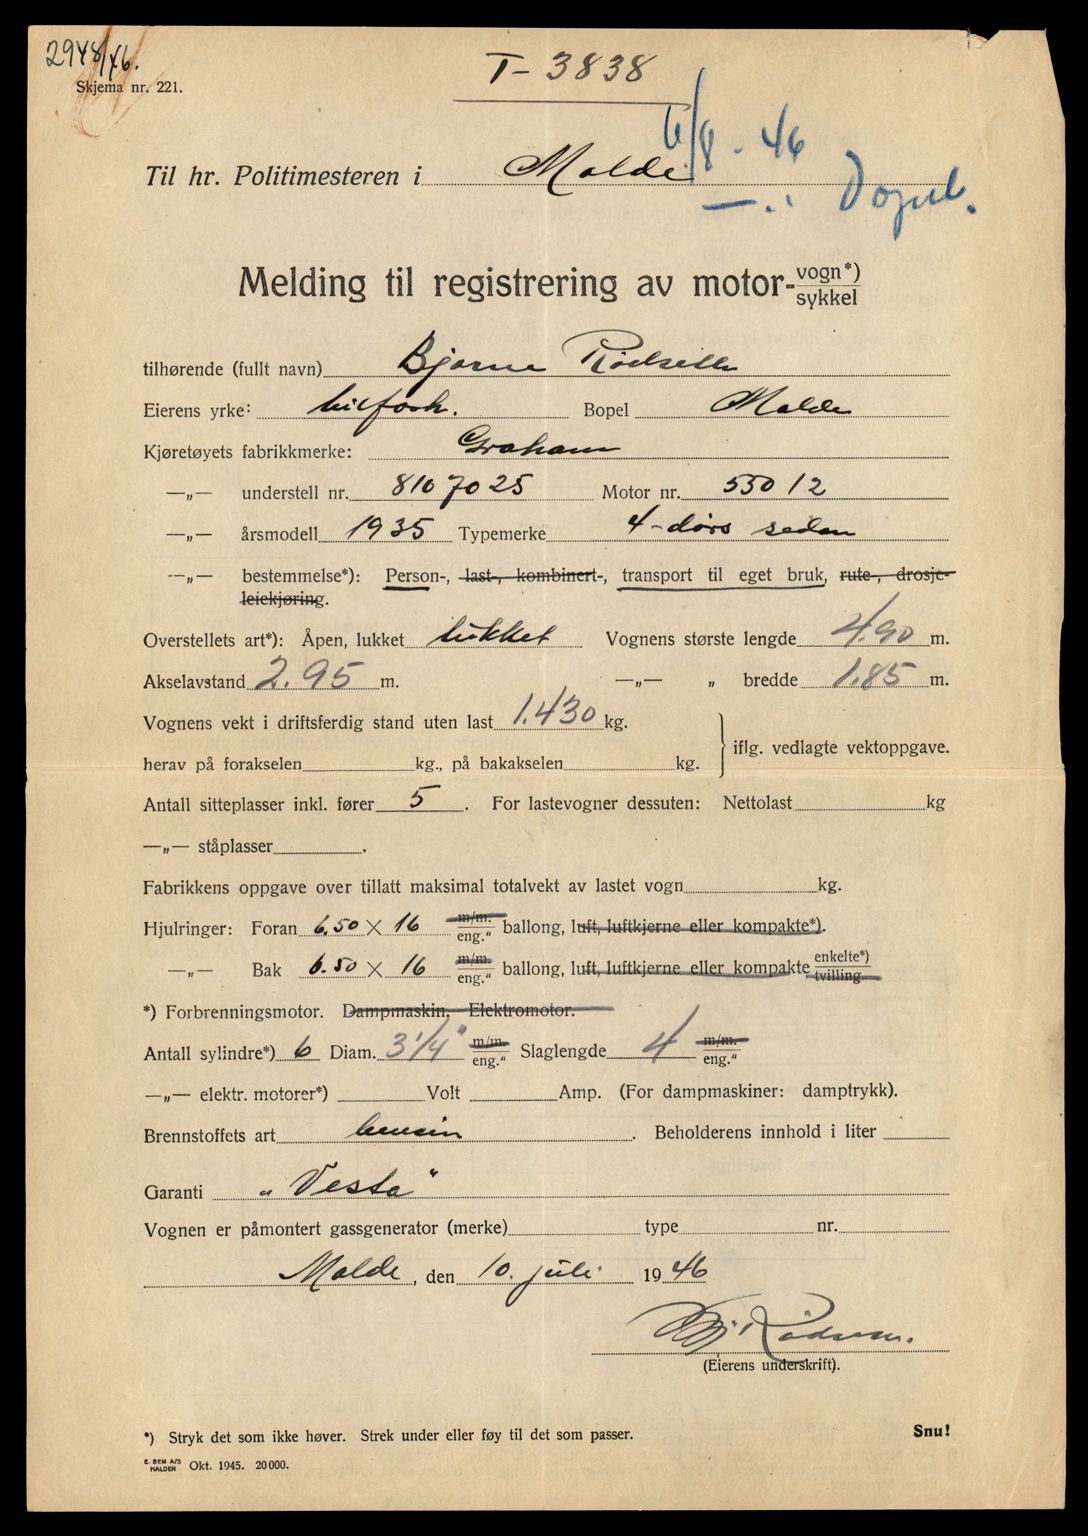 2948/46.
Skjema nr. 221.
T-3838
6/8-46
Til hr. Politimesteren i Molde
Melding til registrering av motor-vogn*)
sykkel
tilhørende (fullt navn) Bjarne Rødseth
Eierens yrke: bilforh. Bopel Molde
Kjøretøyets fabrikkmerke: Graham
—„— understell nr. 8107025 Motor nr. 55012
—„— årsmodell 1935 Typemerke 4-dørs sedan
—„— bestemmelse*): Person-, last-, kombinert-, transport til eget bruk, rute-, drosje-
leiekjøring.
Overstellets art*): Åpen, lukket lukket Vognens største lengde 4.90 m.
Akselavstand 2.95 m. —„— „ bredde 1.85 m.
Vognens vekt i driftsferdig stand uten last 1.430 kg.
iflg. vedlagte vektoppgave.
herav på forakselen kg., på bakakselen kg.
Antall sitteplasser inkl. fører 5. For lastevogner dessuten: Nettolast kg
—„— ståplasser .
Fabrikkens oppgave over tillatt maksimal totalvekt av lastet vogn kg.
Hjulringer: Foran 6.50 × 16 m/m. eng." ballong, luft, luftkjerne eller kompakte*).
—„— Bak 6.50 × 16 m/m. eng." ballong, luft, luftkjerne eller kompakte enkelte*) tvilling
*) Forbrenningsmotor. Dampmaskin. Elektromotor.
Antall sylindre*) 6 Diam. 3 1/4" m/m. eng." Slaglengde 4 m/m. eng."
—„— elektr. motorer*) Volt Amp. (For dampmaskiner: damptrykk).
Brennstoffets art bensin . Beholderens innhold i liter
Garanti „Vesta"
Vognen er påmontert gassgenerator (merke) type nr.
Molde, den 10. juli 1946
(Eierens underskrift).
*) Stryk det som ikke høver. Strek under eller føy til det som passer.
Snu!
E. SEM A/S
HALDEN Okt. 1945. 20 000.